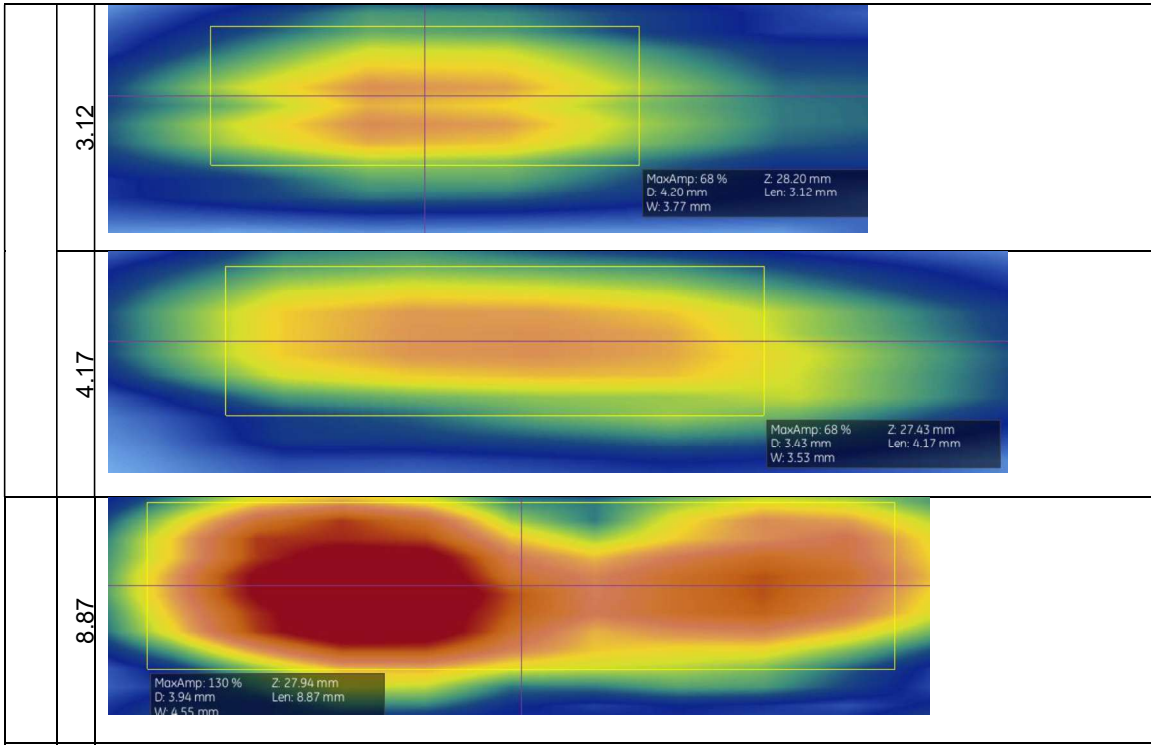 3.12
MaxAmp: 68 % Z: 28.20 mm
D: 4.20 mm Len: 3.12 mm
W: 3.77 mm
4.17
MaxAmp: 68 % Z: 27.43 mm
D: 3.43 mm Len: 4.17 mm
W: 3.53 mm
8.87
MaxAmp: 130 % Z: 27.94 mm
D: 3.94 mm Len: 8.87 mm
W: 4.55 mm